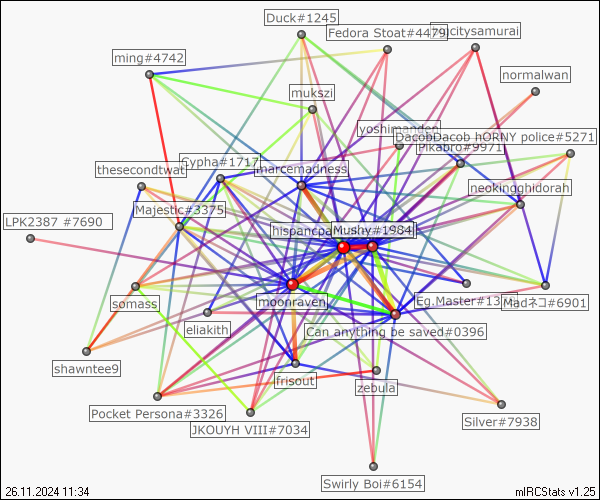 Duck#1245
Fedora Stoat#4479
citysamurai
ming#4742
normalwan
mukszi
yoshimanden
DacobDacob hORNY police#5271
Pikabro#9971
Cypha#1717
marcemadness
thesecondtwat
neokingghidorah
Majestic#3375
LPK2387 #7690
Mushy#1984
moonraven
somass
Eg.Master#13
Madネコ#6901
eliakith
Can anything be saved#0396
shawntee9
frisout
zebula
Pocket Persona#3326
JKOUYH VIII#7034
Silver#7938
Swirly Boi#6154
26.11.2024 11:34
mIRCStats v1.25